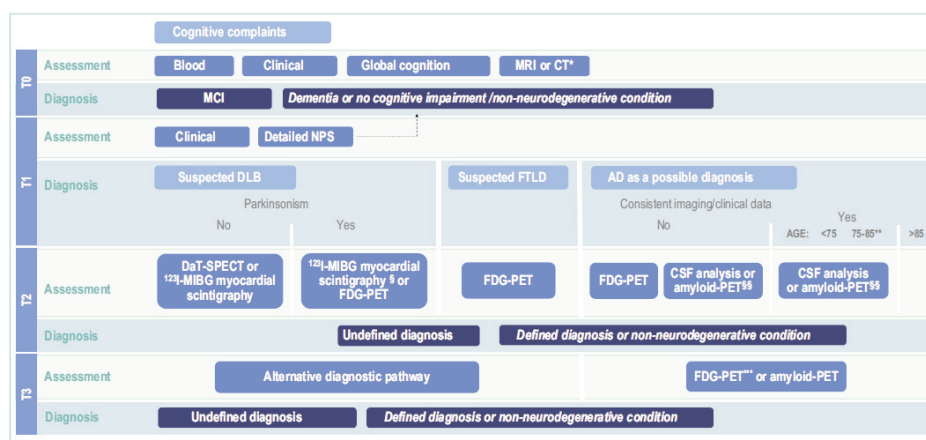 Cognitive complaints
T0
Assessment
Blood
Clinical
Global cognition
MRI or CT*
Diagnosis
MCI
Dementia or no cognitive impairment /non-neurodegenerative condition
T1
Assessment
Clinical
Detailed NPS
Diagnosis
Suspected DLB
Suspected FTLD
AD as a possible diagnosis
Parkinsonism
Consistent imaging/clinical data
No
Yes
No
Yes
AGE: <75 75-85** >85
T2
Assessment
DaT-SPECT or
¹²³I-MIBG myocardial
scintigraphy
¹²³I-MIBG myocardial
scintigraphy § or
FDG-PET
FDG-PET
FDG-PET
CSF analysis or
amyloid-PET§§
CSF analysis
or amyloid-PET§§
Diagnosis
Undefined diagnosis
Defined diagnosis or non-neurodegenerative condition
T3
Assessment
Alternative diagnostic pathway
FDG-PET*** or amyloid-PET
Diagnosis
Undefined diagnosis
Defined diagnosis or non-neurodegenerative condition